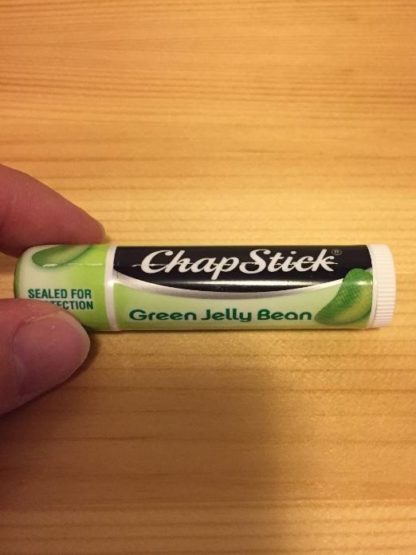 ChapStick®
SEALED FOR
Green Jelly Bean